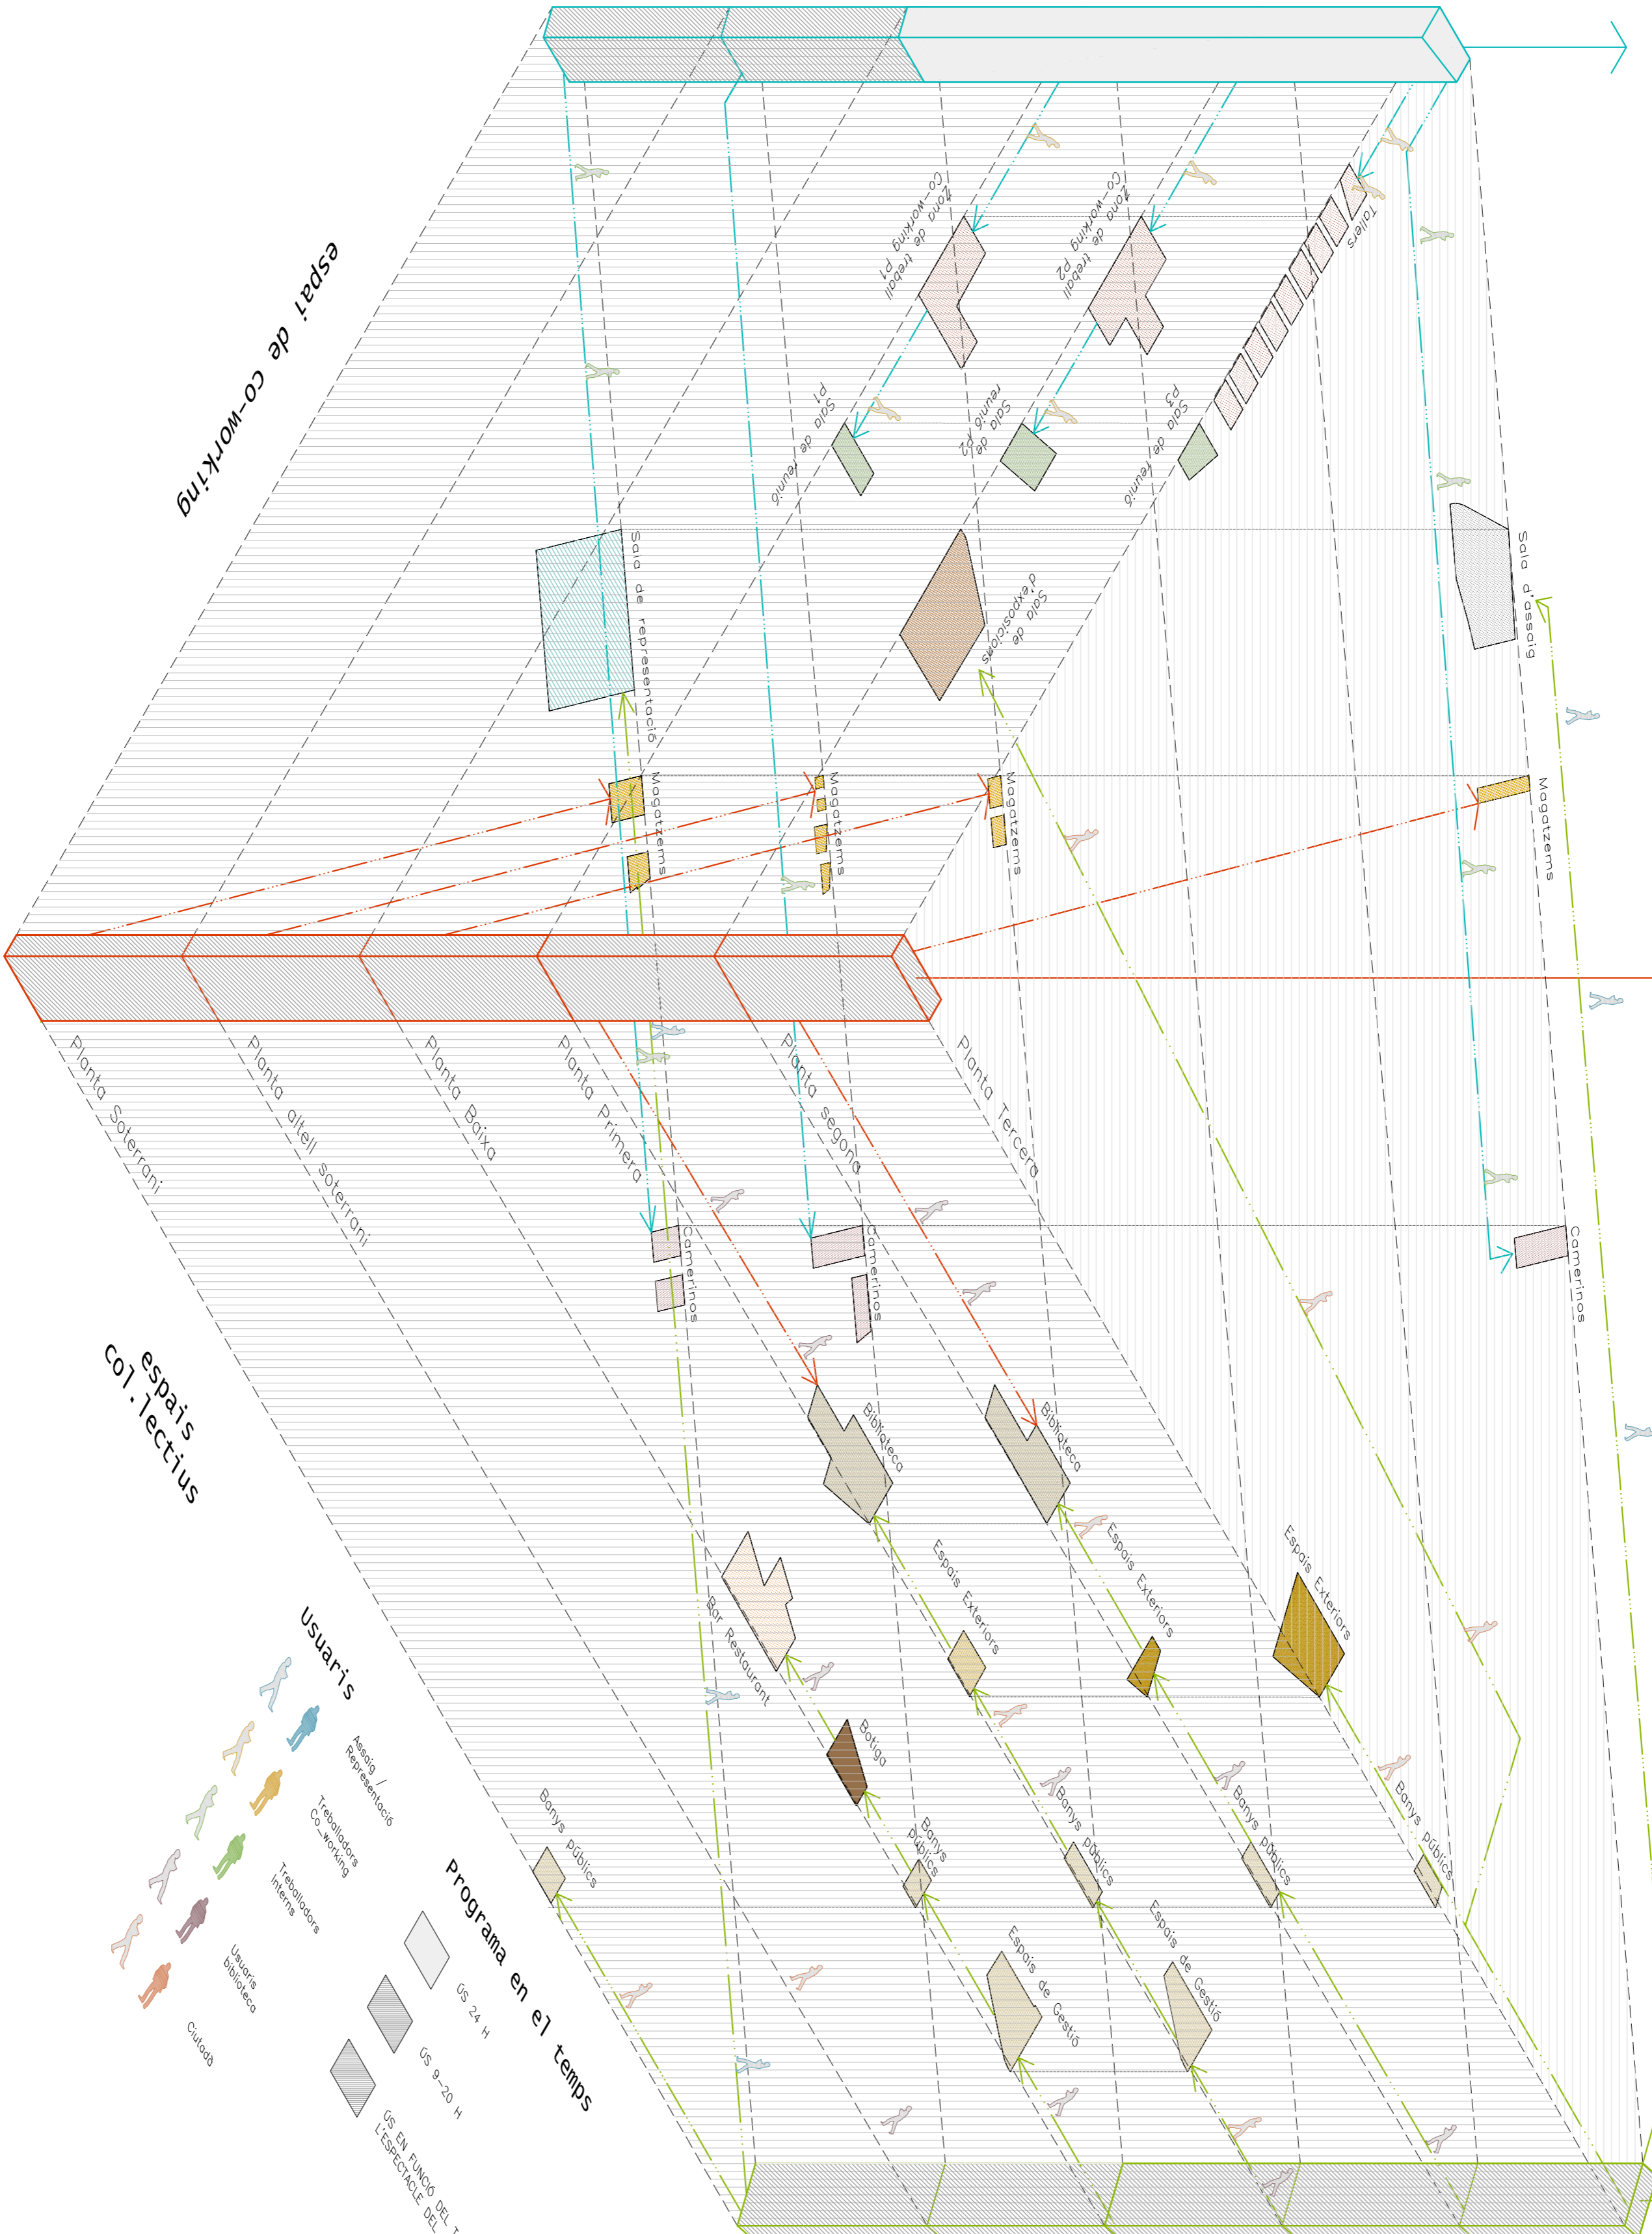 espai de co-working
Zona de treball
Co-working P1
Zona de treball
Co-working P2
Tallers
Sala de reunió
P1
Sala de
reunió P2
Sala de reunió
P3
Sala de representació
Sala de
d'exposicions
Sala d'assaig
Magatzems
Magatzems
Magatzems
Magatzems
Planta Soterrani
Planta altell soterrani
Planta Baixa
Planta Primera
Planta segona
Planta Tercera
Camerinos
Camerinos
Camerinos
espais
col.lectius
Biblioteca
Biblioteca
Bar Restaurant
Espais Exteriors
Espais Exteriors
Espais Exteriors
Botiga
Banys públics
Banys
públics
Banys públics
Banys públics
Banys públics
Espais de Gestió
Espais de Gestió
Usuaris
Assaig /
Representació
Treballadors
Co_working
Treballadors
Interns
Usuaris
biblioteca
Ciutadà
Programa en el temps
ÚS 24 H
ÚS 9-20 H
ÚS EN FUNCIÓ DEL
L'ESPECTACLE DEL